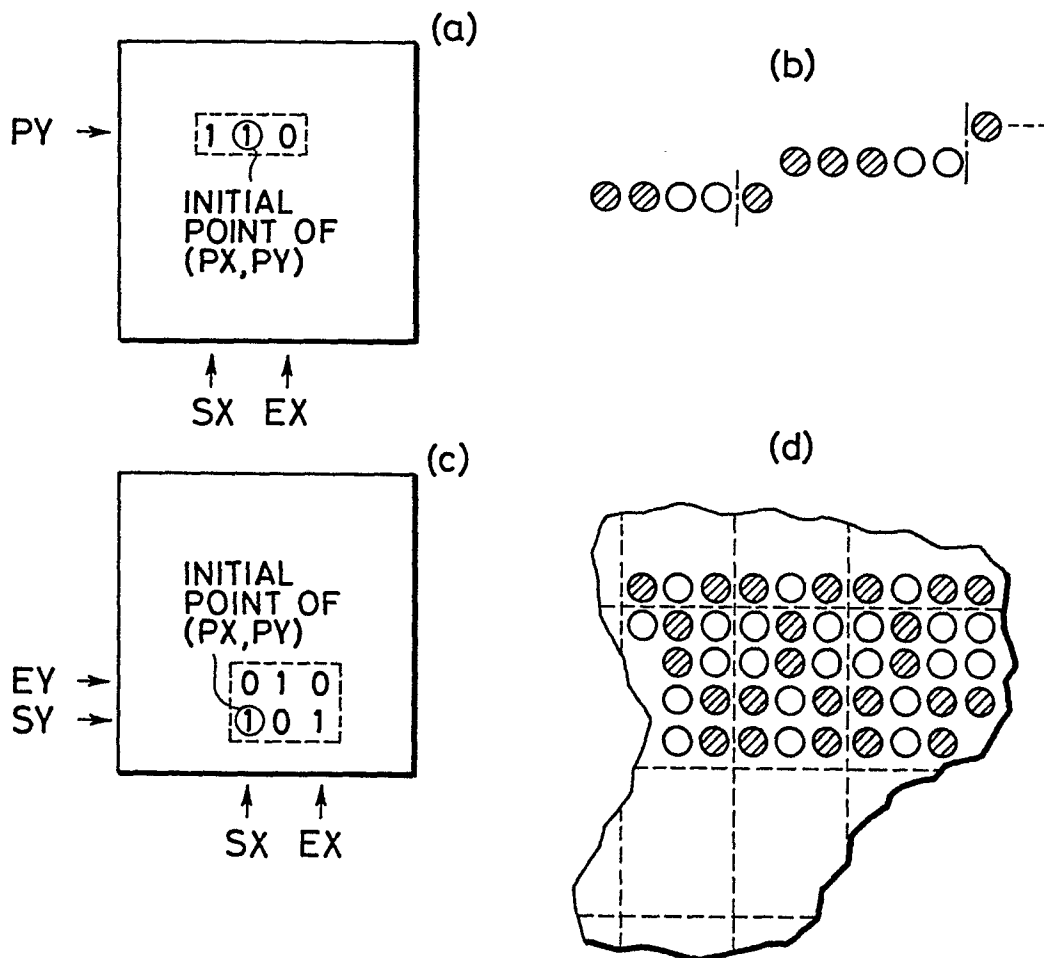 (a)
PY
1 1 0
INITIAL
POINT OF
(PX,PY)
SX EX
(b)
(c)
INITIAL
POINT OF
(PX,PY)
EY
0 1 0
SY
1 0 1
SX EX
(d)